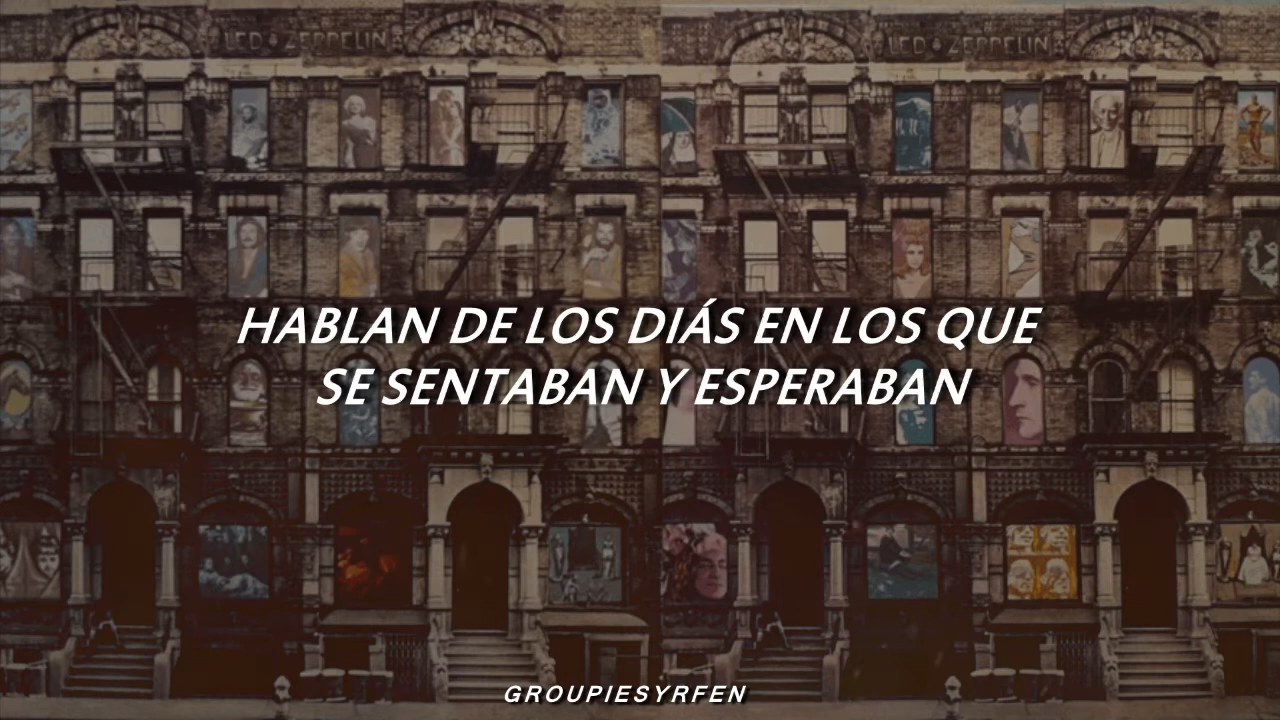 LED ZEPPELIN LED ZEPPELIN
HABLAN DE LOS DIÁS EN LOS QUE
SE SENTABAN Y ESPERABAN
GROUPIESYRFEN